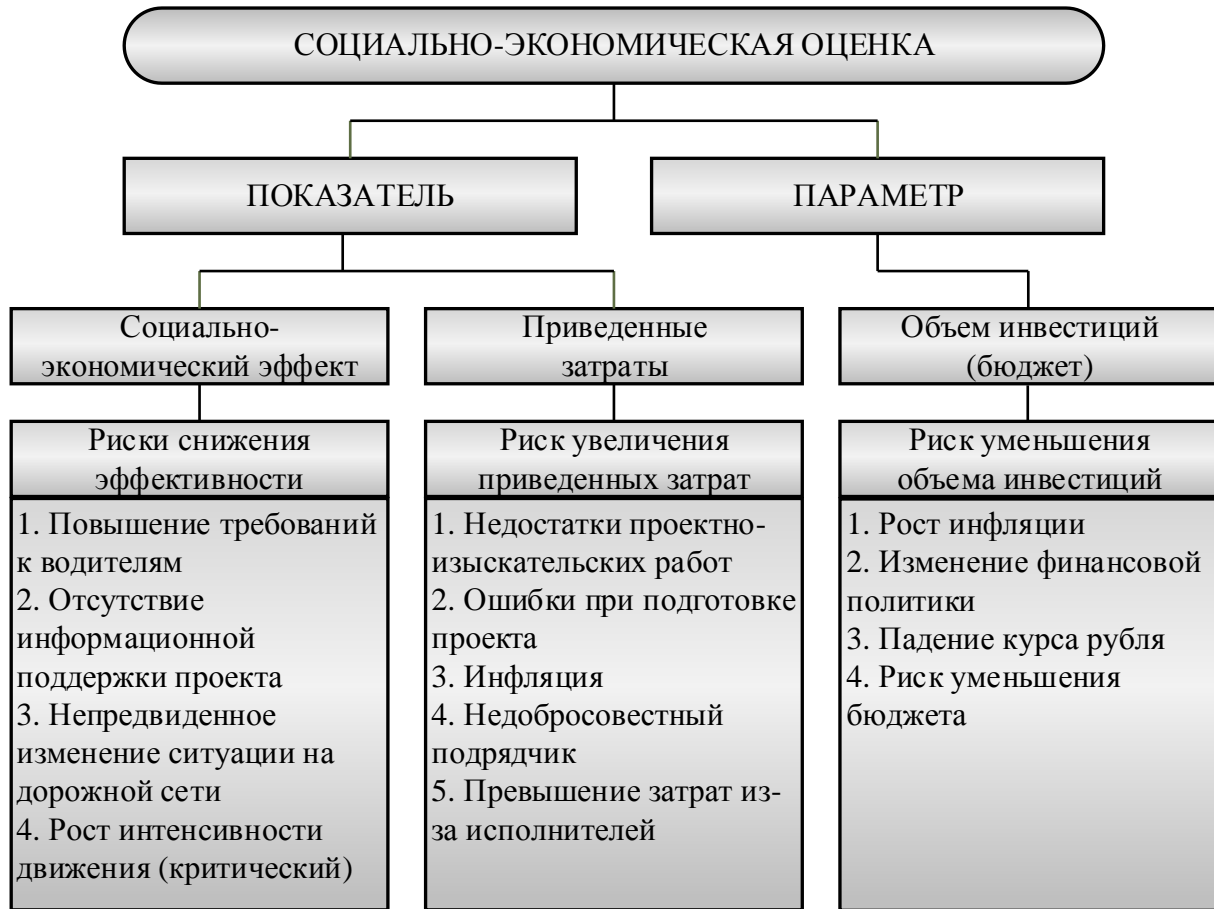 СОЦИАЛЬНО-ЭКОНОМИЧЕСКАЯ ОЦЕНКА
ПОКАЗАТЕЛЬ
ПАРАМЕТР
Социально-
экономический эффект
Приведенные
затраты
Объем инвестиций
(бюджет)
Риски снижения
эффективности
Риск увеличения
приведенных затрат
Риск уменьшения
объема инвестиций
1. Повышение требований
к водителям
2. Отсутствие
информационной
поддержки проекта
3. Непредвиденное
изменение ситуации на
дорожной сети
4. Рост интенсивности
движения (критический)
1. Недостатки проектно-
изыскательских работ
2. Ошибки при подготовке
проекта
3. Инфляция
4. Недобросовестный
подрядчик
5. Превышение затрат из-
за исполнителей
1. Рост инфляции
2. Изменение финансовой
политики
3. Падение курса рубля
4. Риск уменьшения
бюджета